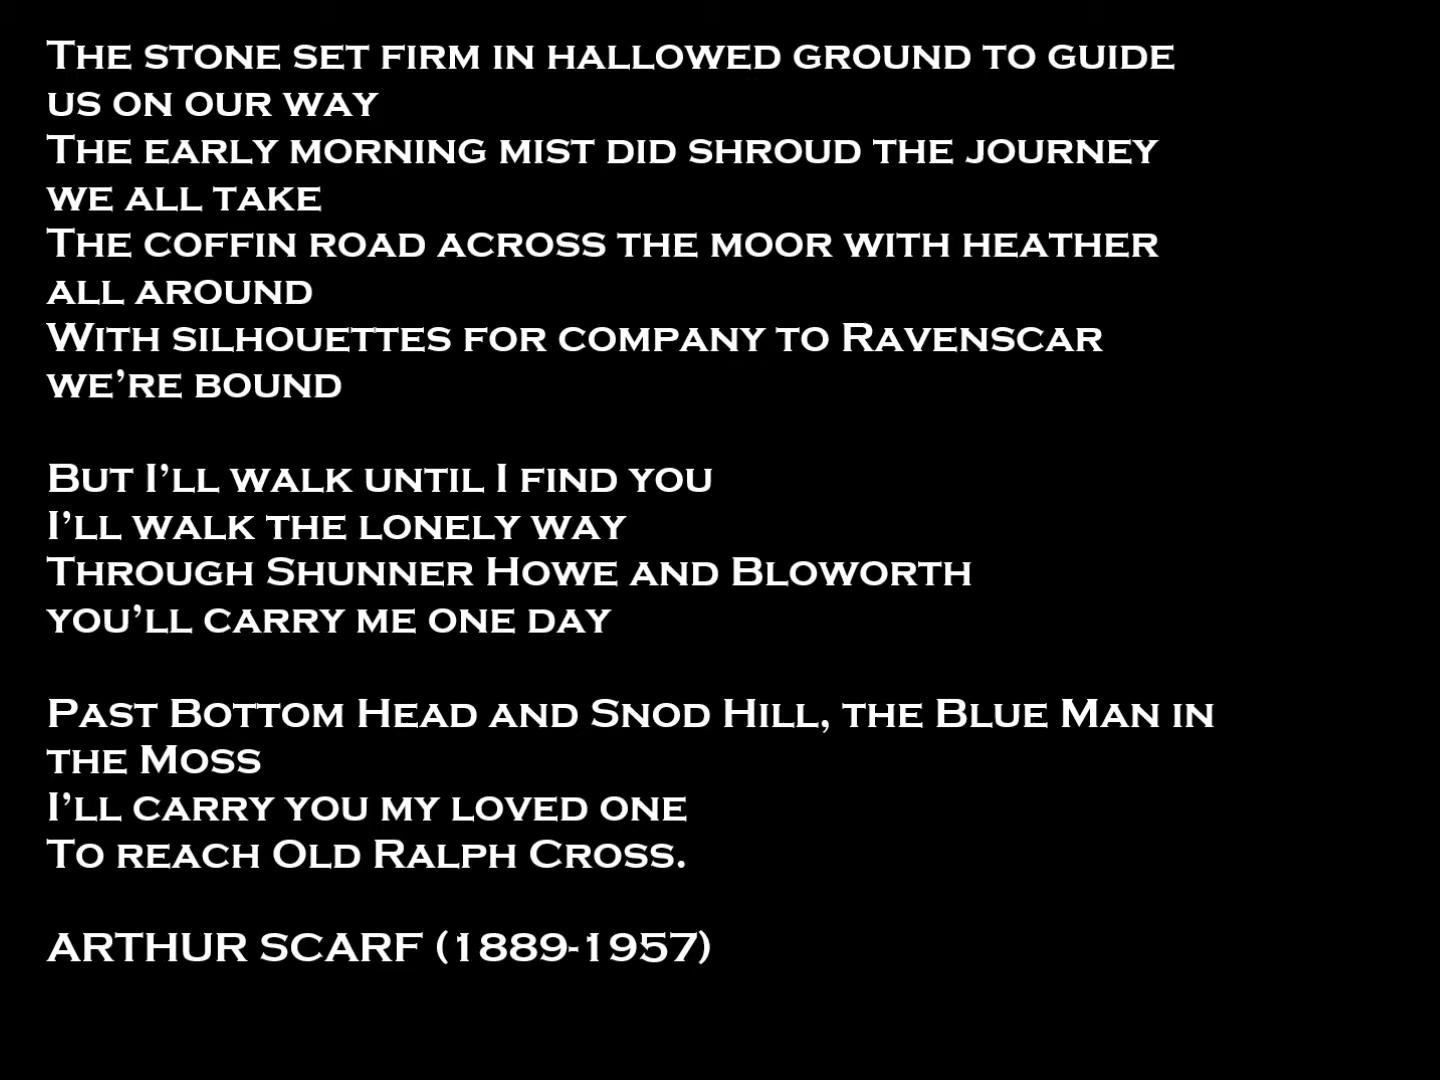 The stone set firm in hallowed ground to guide
us on our way
The early morning mist did shroud the journey
we all take
The coffin road across the moor with heather
all around
With silhouettes for company to Ravenscar
we’re bound
But I’ll walk until I find you
I’ll walk the lonely way
Through Shunner Howe and Bloworth
you’ll carry me one day
Past Bottom Head and Snod Hill, the Blue Man in
the Moss
I’ll carry you my loved one
To reach Old Ralph Cross.
ARTHUR SCARF (1889-1957)